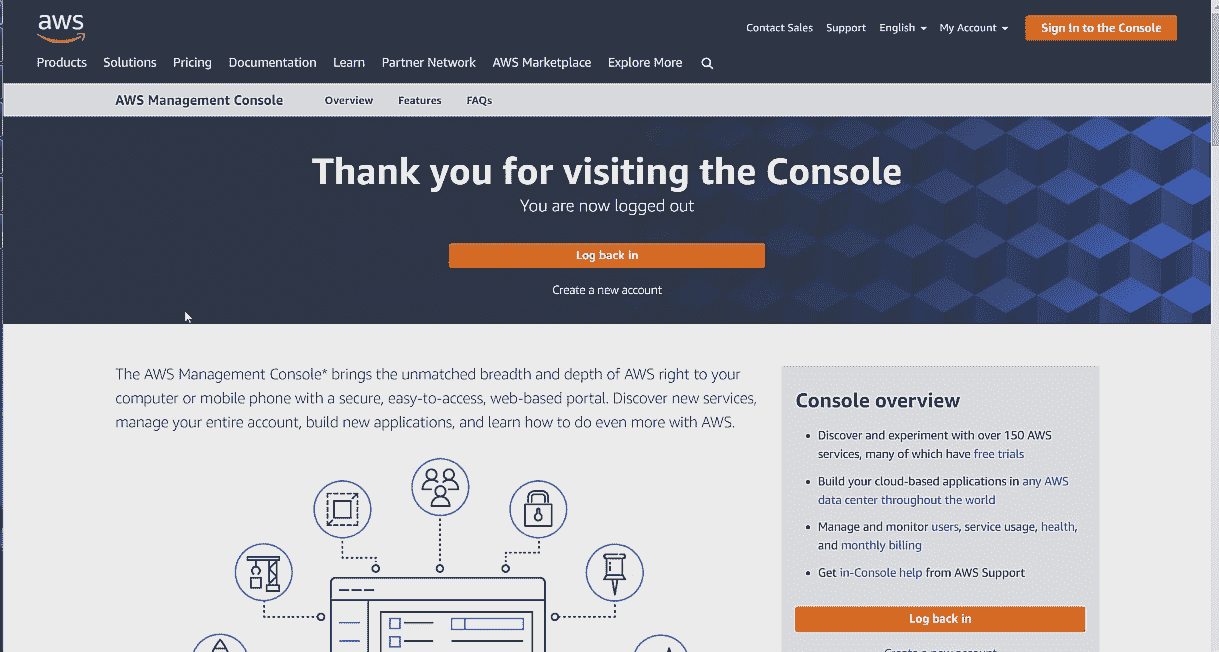 aws
Contact Sales Support English My Account Sign In to the Console
Products Solutions Pricing Documentation Learn Partner Network AWS Marketplace Explore More
AWS Management Console Overview Features FAQs
Thank you for visiting the Console
You are now logged out
Log back in
Create a new account
The AWS Management Console* brings the unmatched breadth and depth of AWS right to your
computer or mobile phone with a secure, easy-to-access, web-based portal. Discover new services,
manage your entire account, build new applications, and learn how to do even more with AWS.
Console overview
• Discover and experiment with over 150 AWS
services, many of which have free trials
• Build your cloud-based applications in any AWS
data center throughout the world
• Manage and monitor users, service usage, health,
and monthly billing
• Get in-Console help from AWS Support
Log back in
Create a new account